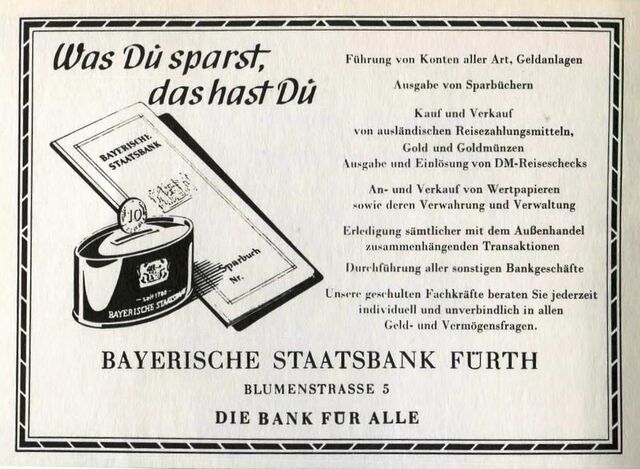 Was Du sparst,
das hast Du
BAYERISCHE
STAATSBANK
10
Sparbuch
Nr.
seit 1780
BAYERISCHE STAATSBANK
Führung von Konten aller Art, Geldanlagen
Ausgabe von Sparbüchern
Kauf und Verkauf
von ausländischen Reisezahlungsmitteln,
Gold und Goldmünzen
Ausgabe und Einlösung von DM-Reiseschecks
An- und Verkauf von Wertpapieren
sowie deren Verwahrung und Verwaltung
Erledigung sämtlicher mit dem Außenhandel
zusammenhängenden Transaktionen
Durchführung aller sonstigen Bankgeschäfte
Unsere geschulten Fachkräfte beraten Sie jederzeit
individuell und unverbindlich in allen
Geld- und Vermögensfragen.
BAYERISCHE STAATSBANK FÜRTH
BLUMENSTRASSE 5
DIE BANK FÜR ALLE